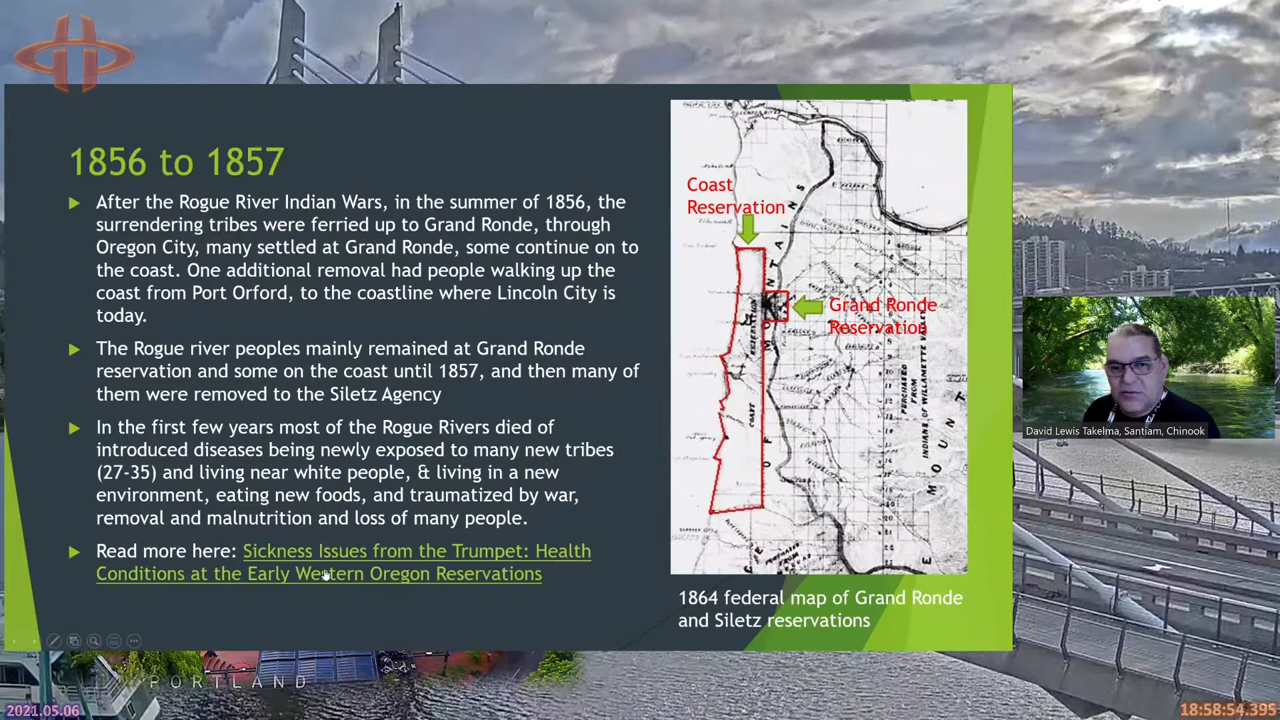 1856 to 1857
After the Rogue River Indian Wars, in the summer of 1856, the
surrendering tribes were ferried up to Grand Ronde, through
Oregon City, many settled at Grand Ronde, some continue on to
the coast. One additional removal had people walking up the
coast from Port Orford, to the coastline where Lincoln City is
today.
The Rogue river peoples mainly remained at Grand Ronde
reservation and some on the coast until 1857, and then many of
them were removed to the Siletz Agency
In the first few years most of the Rogue Rivers died of
introduced diseases being newly exposed to many new tribes
(27-35) and living near white people, & living in a new
environment, eating new foods, and traumatized by war,
removal and malnutrition and loss of many people.
Read more here: Sickness Issues from the Trumpet: Health
Conditions at the Early Western Oregon Reservations
Coast
Reservation
Grand Ronde
Reservation
COAST
RESERVATION
PURCHASED
FROM
INDIANS OF WILLAMETTE VALLEY
1864 federal map of Grand Ronde
and Siletz reservations
David Lewis Takelma, Santiam, Chinook
PORTLAND
2021.05.06
18:58:54.395